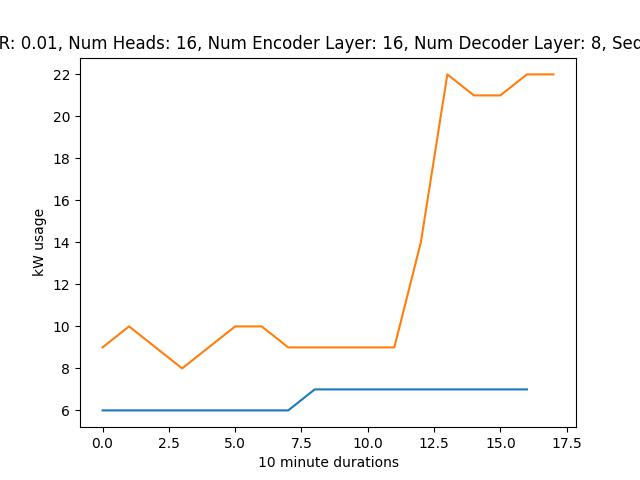 R: 0.01, Num Heads: 16, Num Encoder Layer: 16, Num Decoder Layer: 8, Sec
22
20
18
16
14
12
10
8
6
kW usage
0.0 2.5 5.0 7.5 10.0 12.5 15.0 17.5
10 minute durations